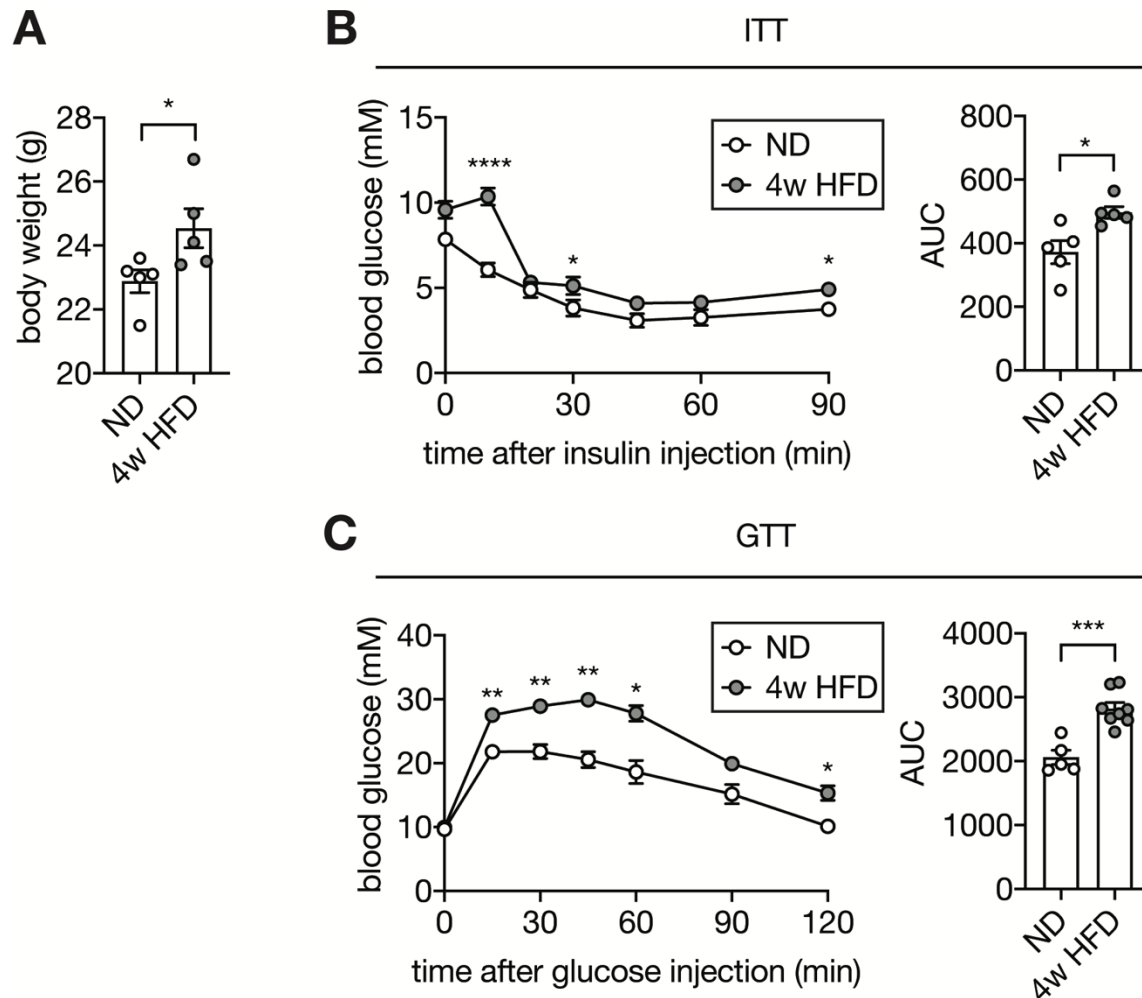 A
body weight (g)
28
26
24
22
20
*
ND
4w HFD
B
ITT
blood glucose (mM)
15
10
5
0
****
*
*
ND
4w HFD
0
30
60
90
time after insulin injection (min)
AUC
800
600
400
200
0
*
ND
4w HFD
C
GTT
blood glucose (mM)
40
30
20
10
0
**
**
**
*
*
ND
4w HFD
0
30
60
90
120
time after glucose injection (min)
AUC
4000
3000
2000
1000
0
***
ND
4w HFD